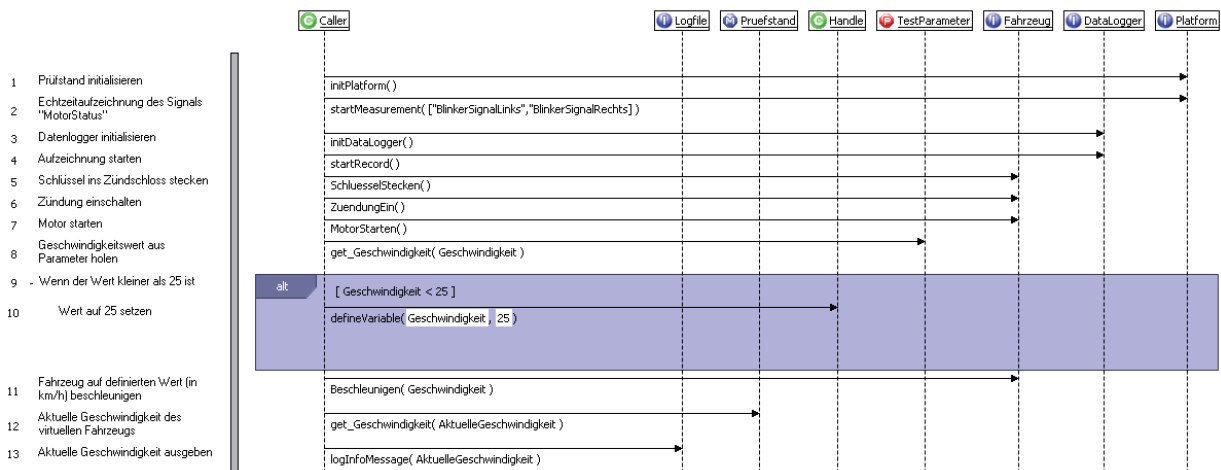 Caller
Logfile
Pruefstand
Handle
TestParameter
Fahrzeug
DataLogger
Platform
1 Prüfstand initialisieren
initPlatform()
2 Echtzeitaufzeichnung des Signals
"MotorStatus"
startMeasurement( ["BlinkerSignalLinks","BlinkerSignalRechts] )
3 Datenlogger initialisieren
initDataLogger()
4 Aufzeichnung starten
startRecord()
5 Schlüssel ins Zündschloss stecken
SchluesselStecken()
6 Zündung einschalten
ZuendungEin()
7 Motor starten
MotorStarten()
8 Geschwindigkeitswert aus
Parameter holen
get_Geschwindigkeit( Geschwindigkeit )
9 - Wenn der Wert kleiner als 25 ist
alt
[ Geschwindigkeit < 25 ]
10 Wert auf 25 setzen
defineVariable( Geschwindigkeit, 25 )
11 Fahrzeug auf definierten Wert (in
km/h) beschleunigen
Beschleunigen( Geschwindigkeit )
12 Aktuelle Geschwindigkeit des
virtuellen Fahrzeugs
get_Geschwindigkeit( AktuelleGeschwindigkeit )
13 Aktuelle Geschwindigkeit ausgeben
logInfoMessage( AktuelleGeschwindigkeit )